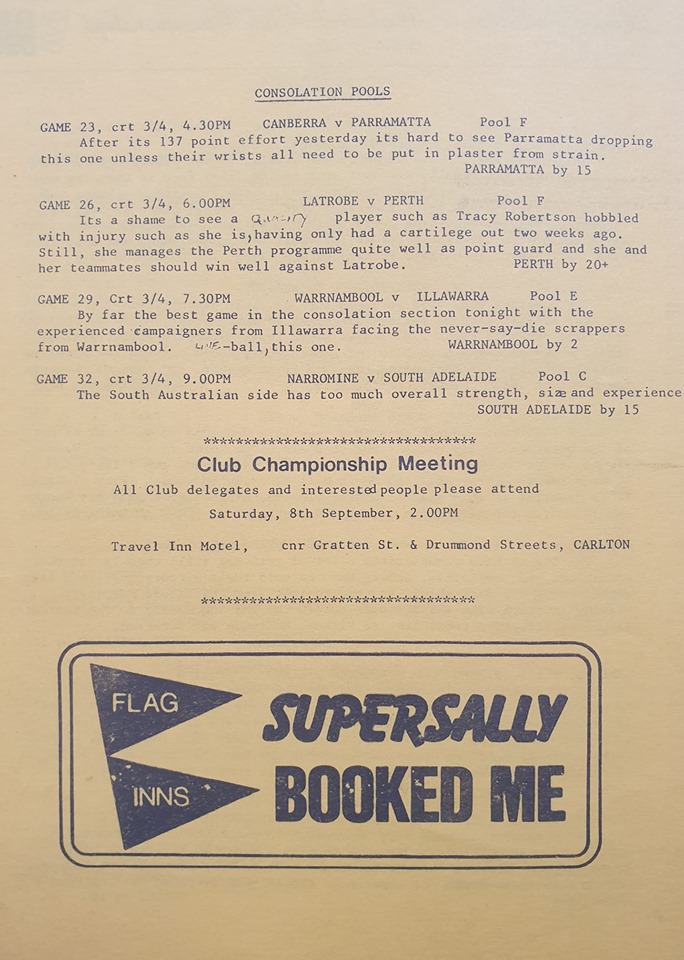 CONSOLATION POOLS
GAME 23, crt 3/4, 4.30PM CANBERRA v PARRAMATTA Pool F
After its 137 point effort yesterday its hard to see Parramatta dropping
this one unless their wrists all need to be put in plaster from strain.
PARRAMATTA by 15
GAME 26, crt 3/4, 6.00PM LATROBE v PERTH Pool F
Its a shame to see a quality player such as Tracy Robertson hobbled
with injury such as she is,having only had a cartilege out two weeks ago.
Still, she manages the Perth programme quite well as point guard and she and
her teammates should win well against Latrobe. PERTH by 20+
GAME 29, Crt 3/4, 7.30PM WARRNAMBOOL v ILLAWARRA Pool E
By far the best game in the consolation section tonight with the
experienced campaigners from Illawarra facing the never-say-die scrappers
from Warrnambool. LINE-ball,this one. WARRNAMBOOL by 2
GAME 32, crt 3/4, 9.00PM NARROMINE v SOUTH ADELAIDE Pool C
The South Australian side has too much overall strength, size and experience
SOUTH ADELAIDE by 15
**********************************
Club Championship Meeting
All Club delegates and interested people please attend
Saturday, 8th September, 2.00PM
Travel Inn Motel, cnr Gratten St. & Drummond Streets, CARLTON
**********************************
FLAG
INNS
SUPERSALLY
BOOKED ME